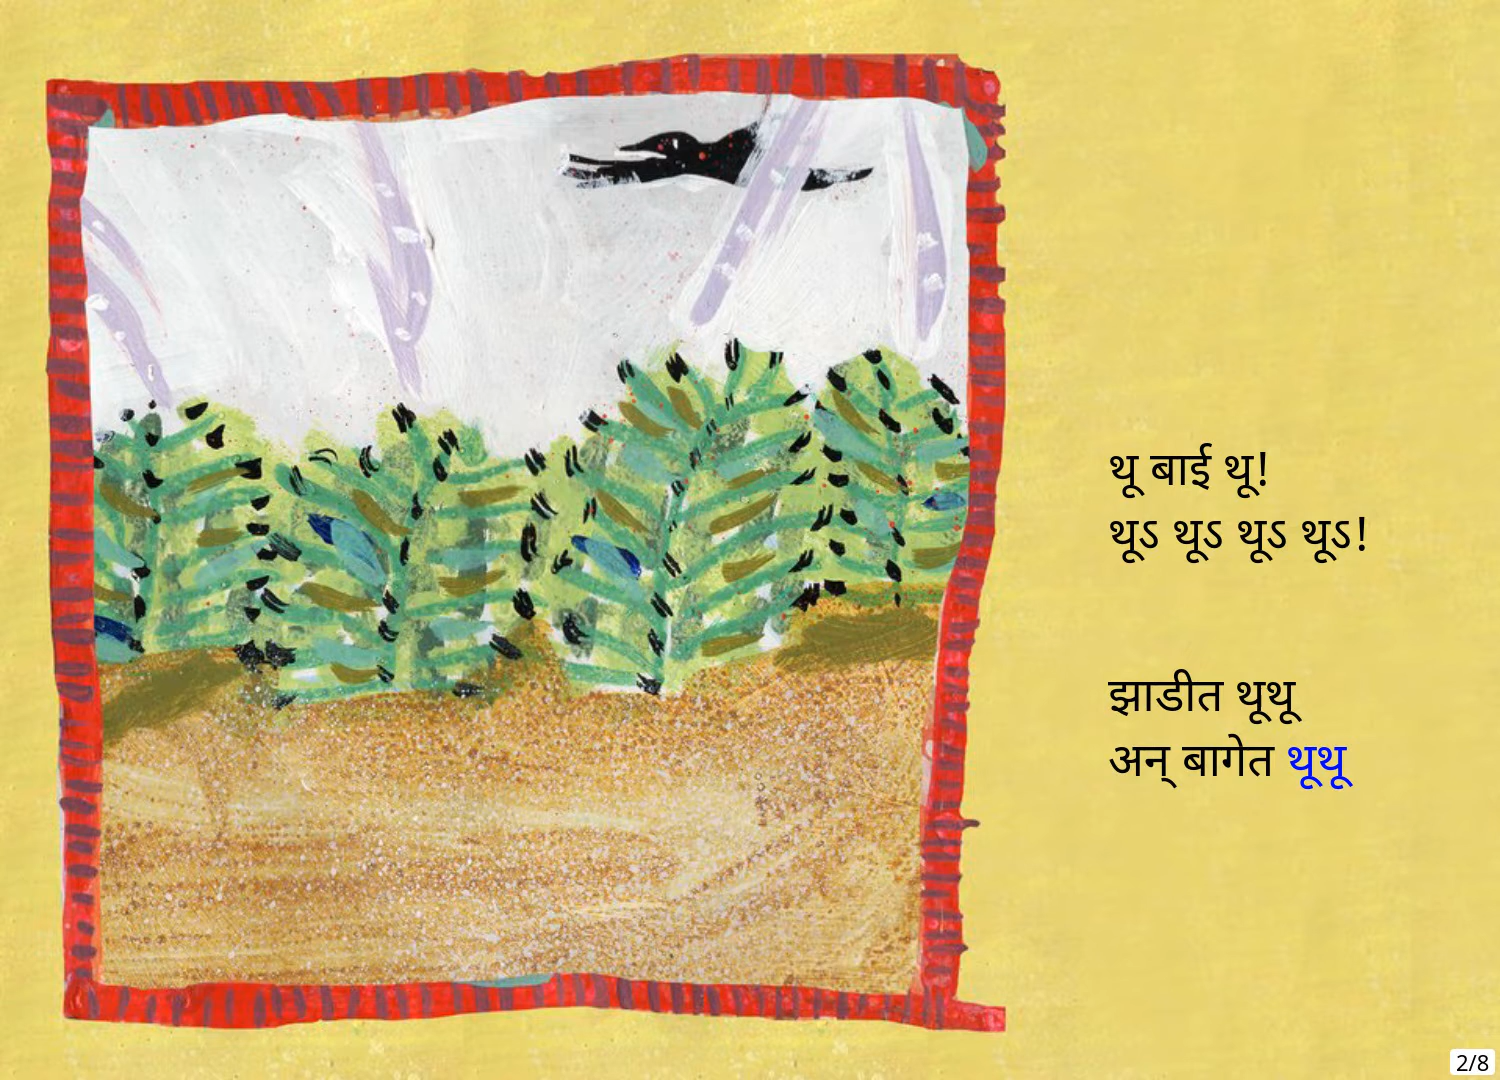 थू बाई थू!
थूऽ थूऽ थूऽ थूऽ!
झाडीत थूथू
अन् बागेत थूथू
2/8